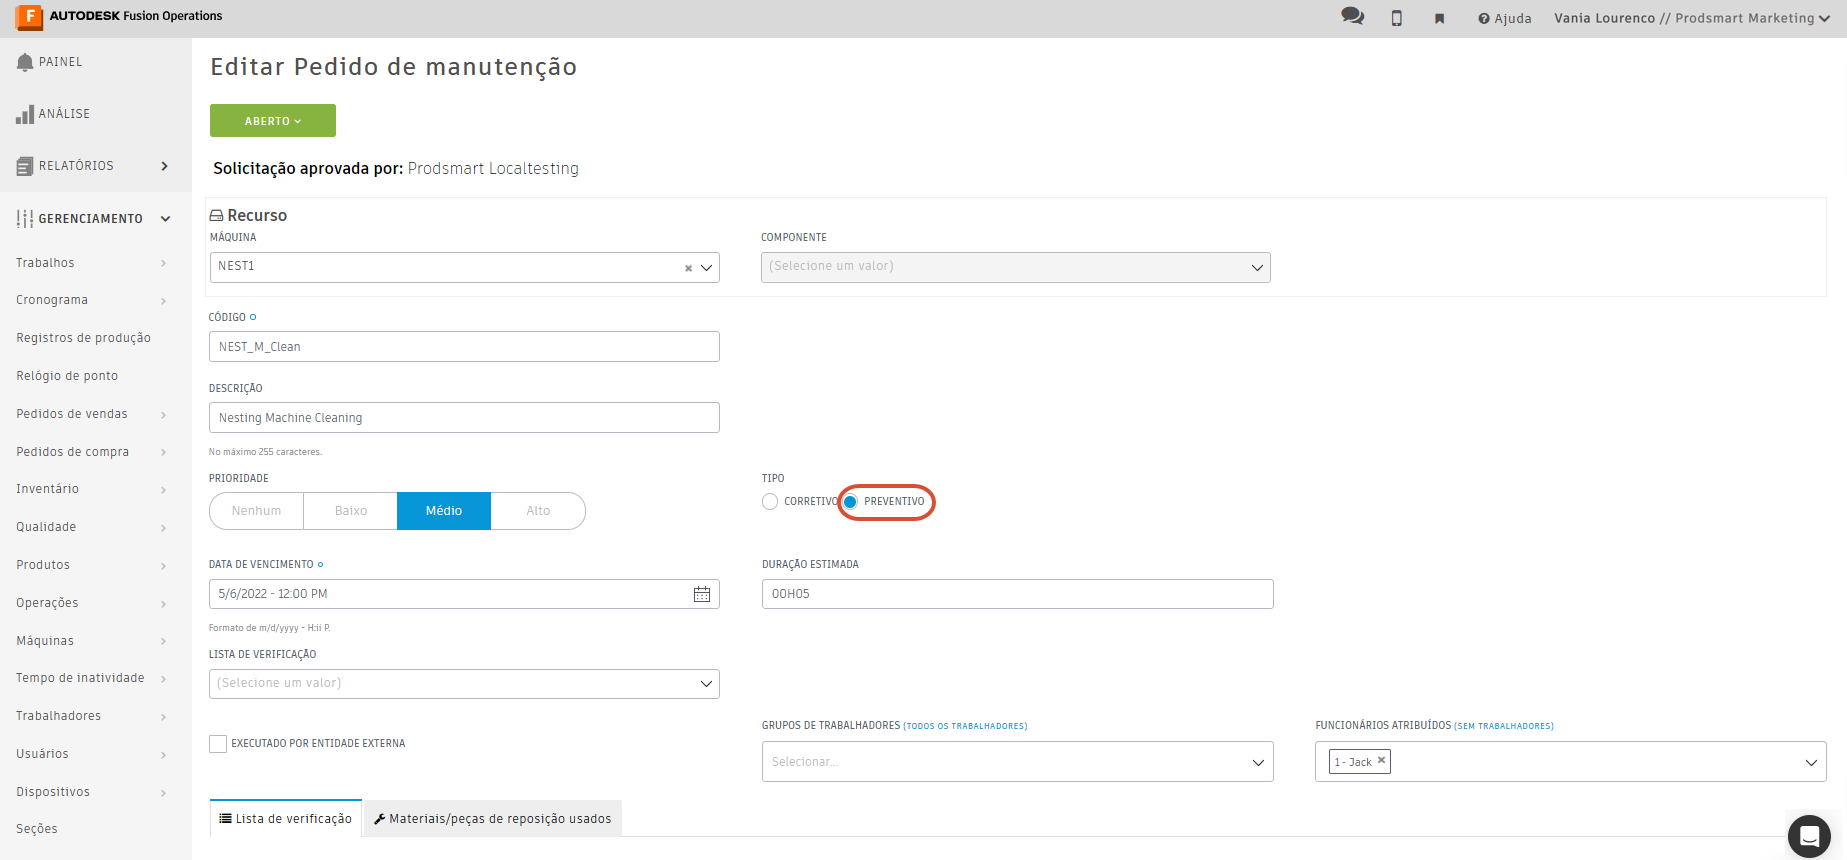 AUTODESK Fusion Operations
Ajuda
Vania Lourenco // Prodsmart Marketing
PAINEL
ANÁLISE
RELATÓRIOS
GERENCIAMENTO
Trabalhos
Cronograma
Registros de produção
Relógio de ponto
Pedidos de vendas
Pedidos de compra
Inventário
Qualidade
Produtos
Operações
Máquinas
Tempo de inatividade
Trabalhadores
Usuários
Dispositivos
Seções
Editar Pedido de manutenção
ABERTO
Solicitação aprovada por: Prodsmart Localtesting
Recurso
MÁQUINA
NEST1
COMPONENTE
(Selecione um valor)
CÓDIGO
NEST_M_Clean
DESCRIÇÃO
Nesting Machine Cleaning
No máximo 255 caracteres.
PRIORIDADE
Nenhum Baixo Médio Alto
TIPO
CORRETIVO PREVENTIVO
DATA DE VENCIMENTO
5/6/2022 - 12:00 PM
Formato de m/d/yyyy - H:ii P.
DURAÇÃO ESTIMADA
00H05
LISTA DE VERIFICAÇÃO
(Selecione um valor)
EXECUTADO POR ENTIDADE EXTERNA
GRUPOS DE TRABALHADORES (TODOS OS TRABALHADORES)
Selecionar...
FUNCIONÁRIOS ATRIBUÍDOS (SEM TRABALHADORES)
1 - Jack
Lista de verificação
Materiais/peças de reposição usados